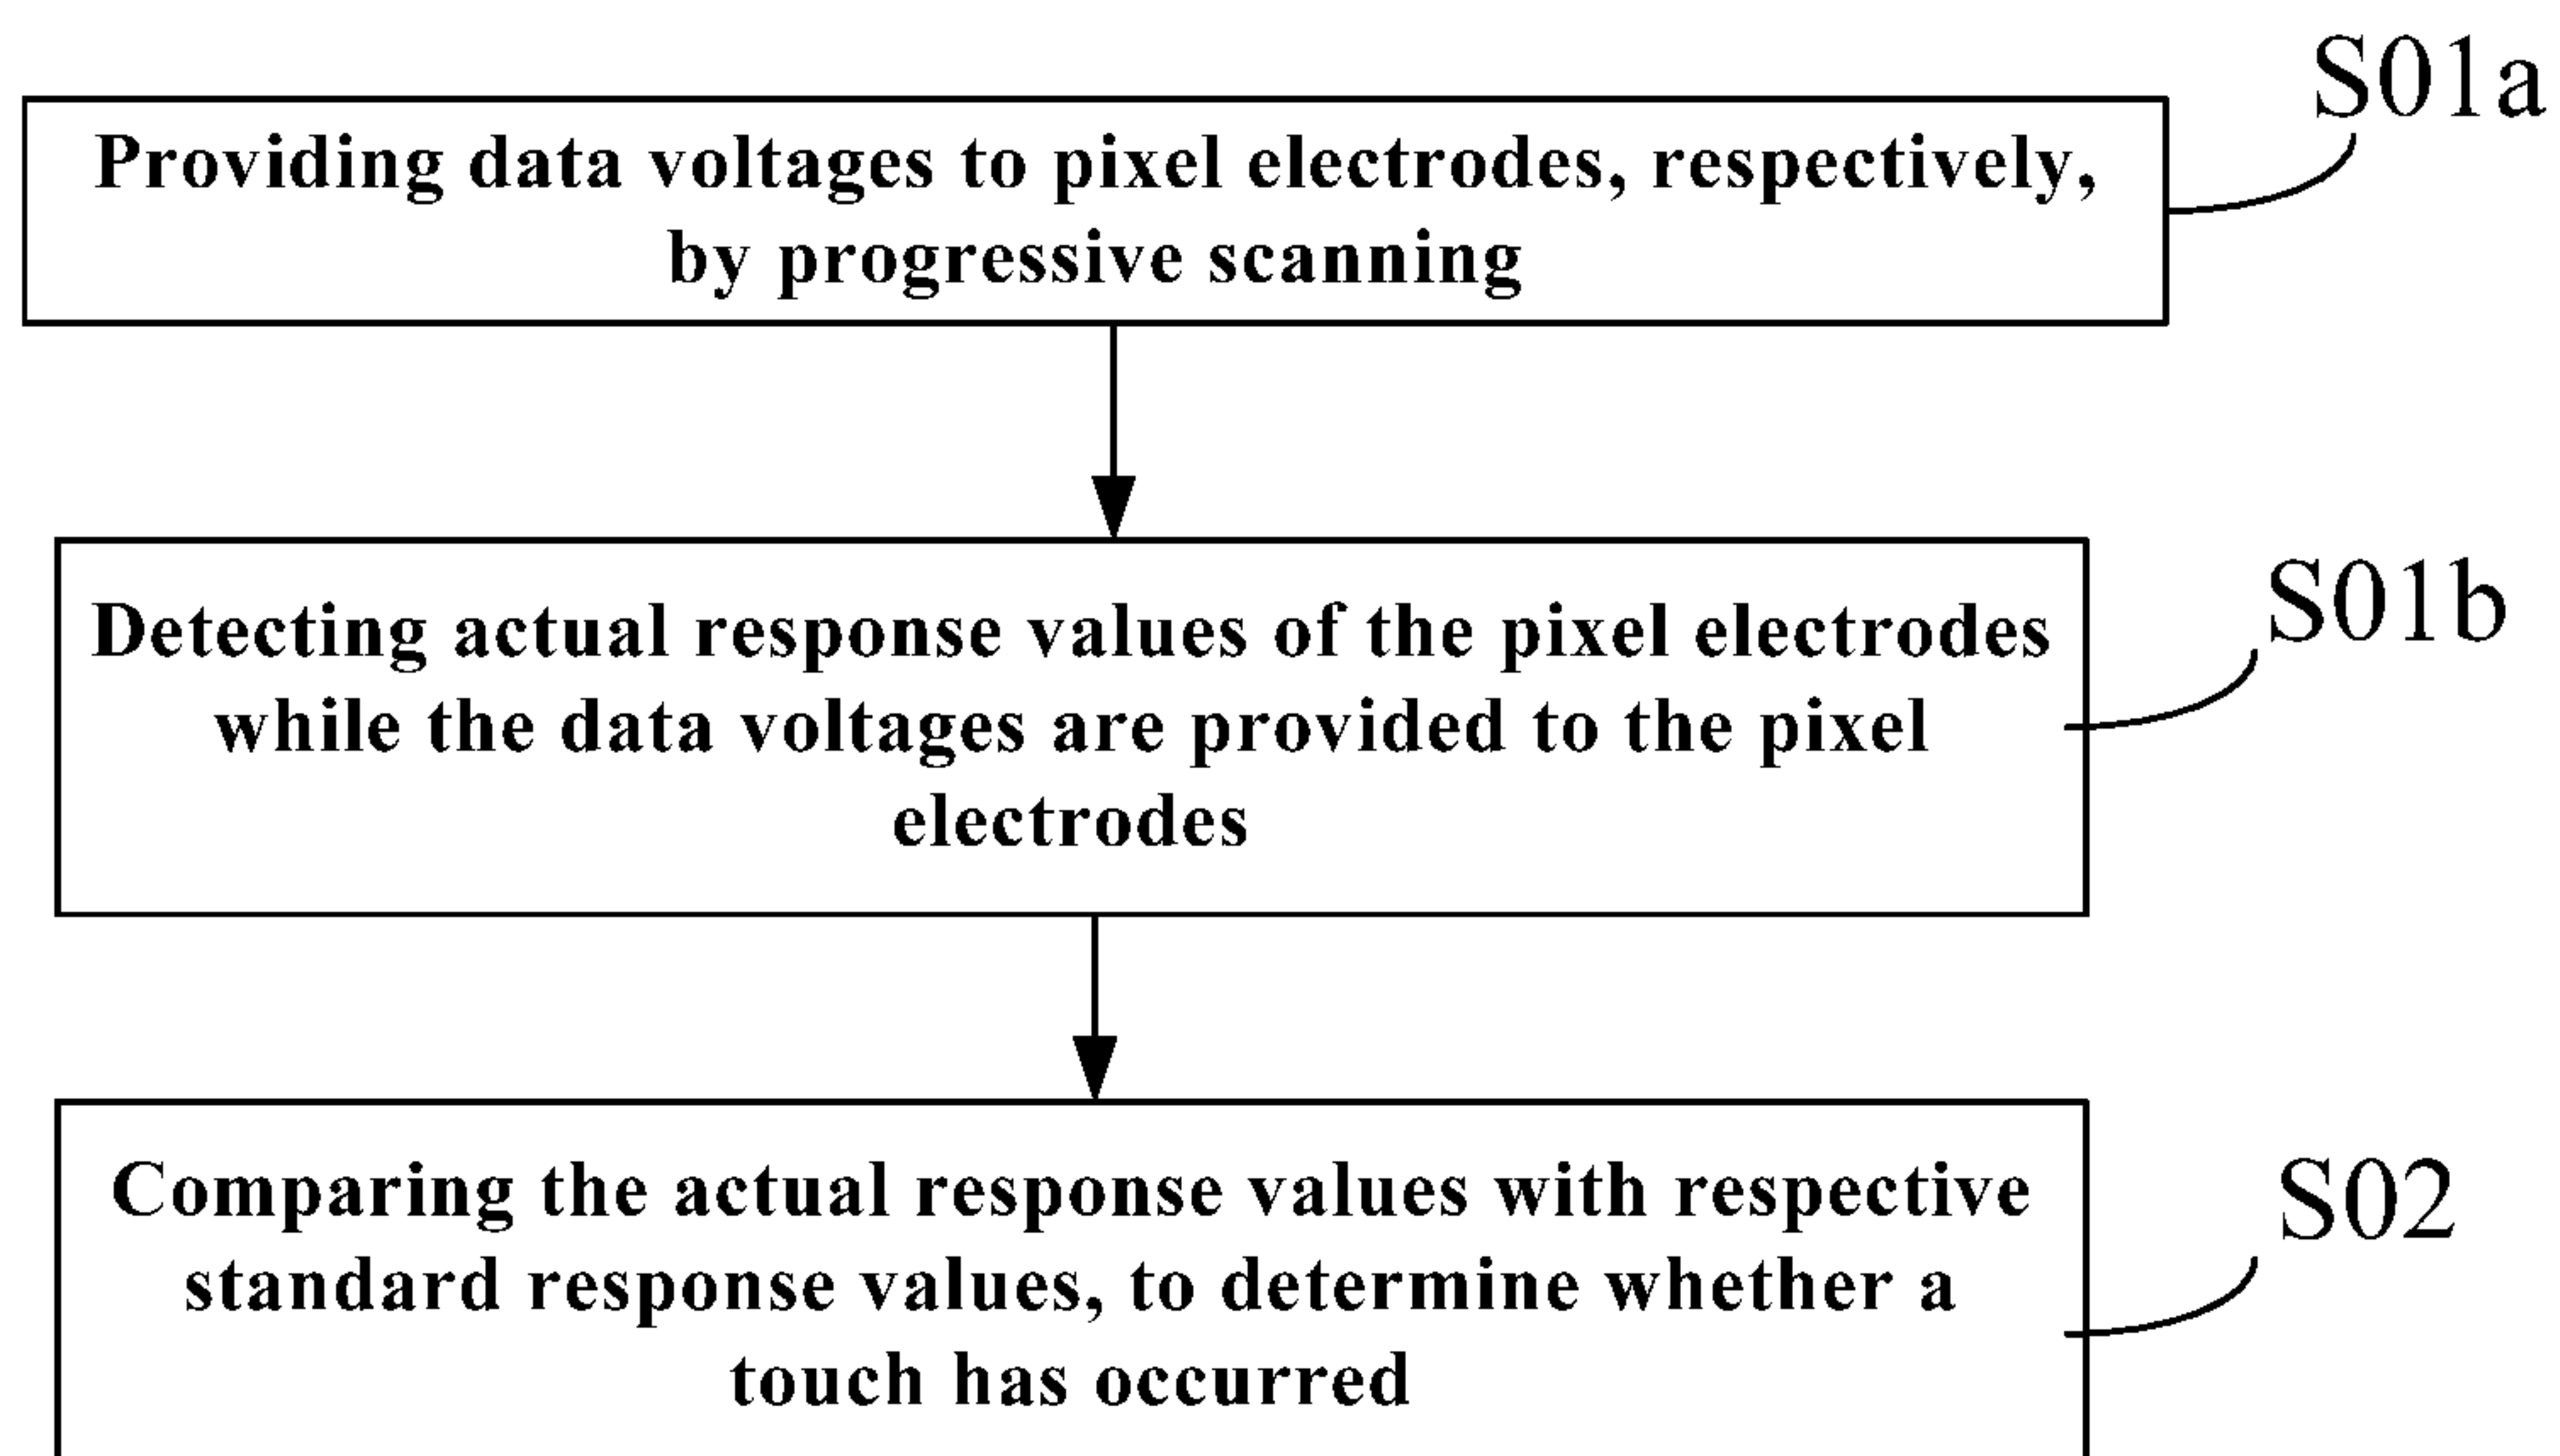 S01a
Providing data voltages to pixel electrodes, respectively,
by progressive scanning
S01b
Detecting actual response values of the pixel electrodes
while the data voltages are provided to the pixel
electrodes
S02
Comparing the actual response values with respective
standard response values, to determine whether a
touch has occurred